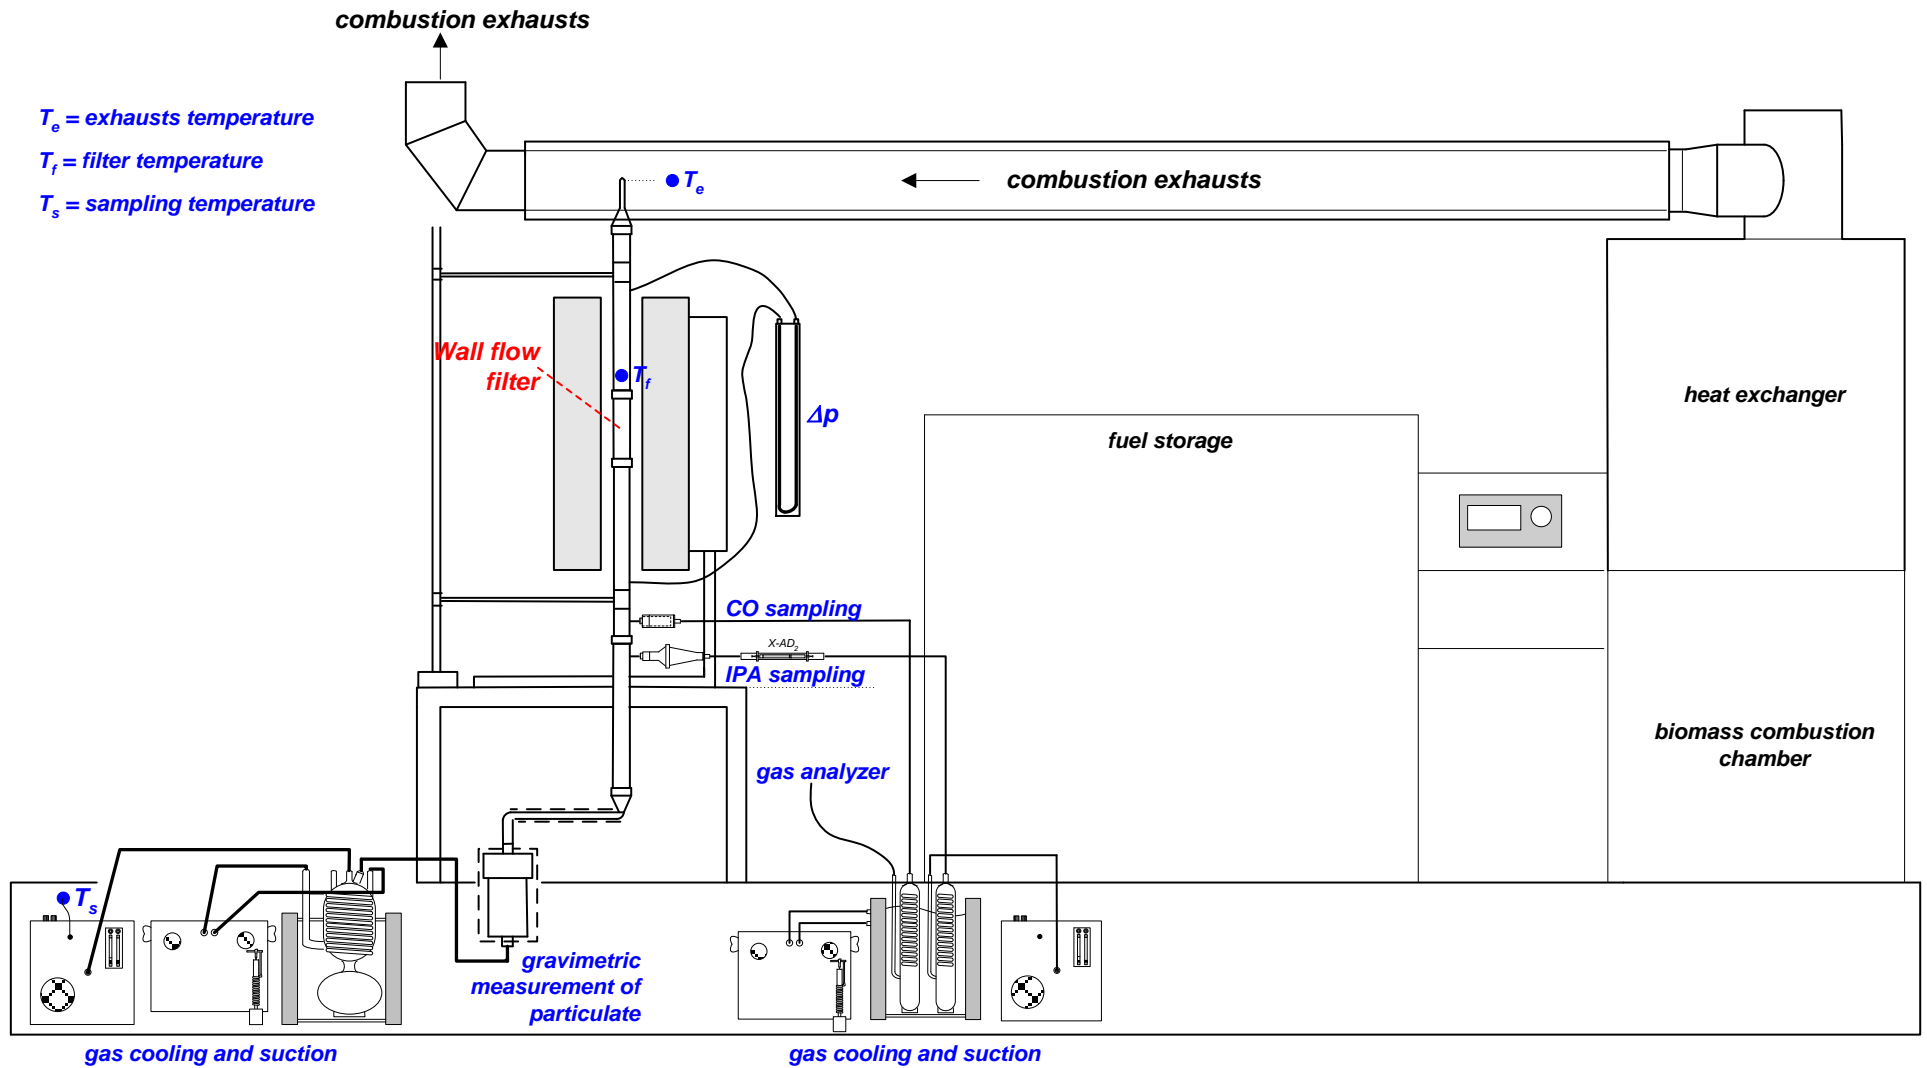 combustion exhausts
Te = exhausts temperature
Tf = filter temperature
Ts = sampling temperature
Te
combustion exhausts
Wall flow
filter
Tf
Δp
heat exchanger
fuel storage
CO sampling
X-AD2
IPA sampling
biomass combustion
chamber
gas analyzer
Ts
gravimetric
measurement of
particulate
gas cooling and suction
gas cooling and suction